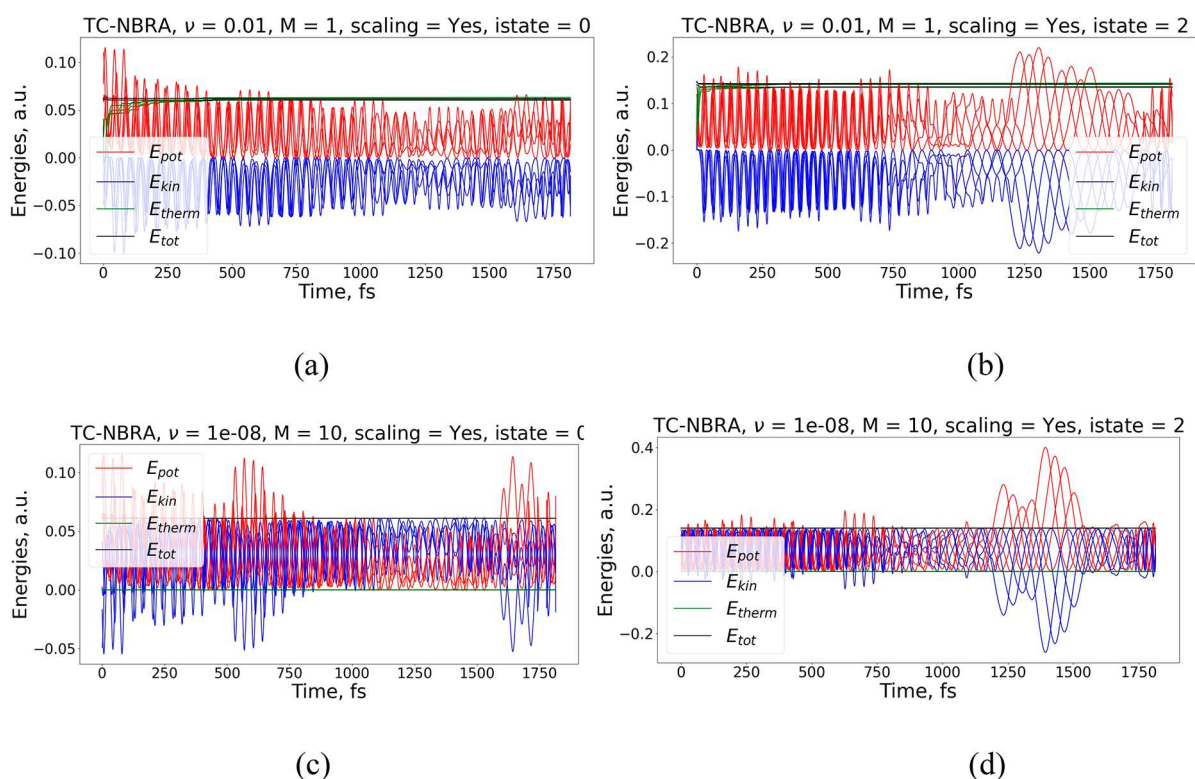 TC-NBRA, ν = 0.01, M = 1, scaling = Yes, istate = 0
Energies, a.u.
0.10
0.05
0.00
−0.05
−0.10
E_pot
E_kin
E_therm
E_tot
0 250 500 750 1000 1250 1500 1750
Time, fs
(a)
TC-NBRA, ν = 0.01, M = 1, scaling = Yes, istate = 2
Energies, a.u.
0.2
0.1
0.0
−0.1
−0.2
E_pot
E_kin
E_therm
E_tot
0 250 500 750 1000 1250 1500 1750
Time, fs
(b)
TC-NBRA, ν = 1e-08, M = 10, scaling = Yes, istate = 0
Energies, a.u.
0.10
0.05
0.00
−0.05
E_pot
E_kin
E_therm
E_tot
0 250 500 750 1000 1250 1500 1750
Time, fs
(c)
TC-NBRA, ν = 1e-08, M = 10, scaling = Yes, istate = 2
Energies, a.u.
0.4
0.2
0.0
−0.2
E_pot
E_kin
E_therm
E_tot
0 250 500 750 1000 1250 1500 1750
Time, fs
(d)